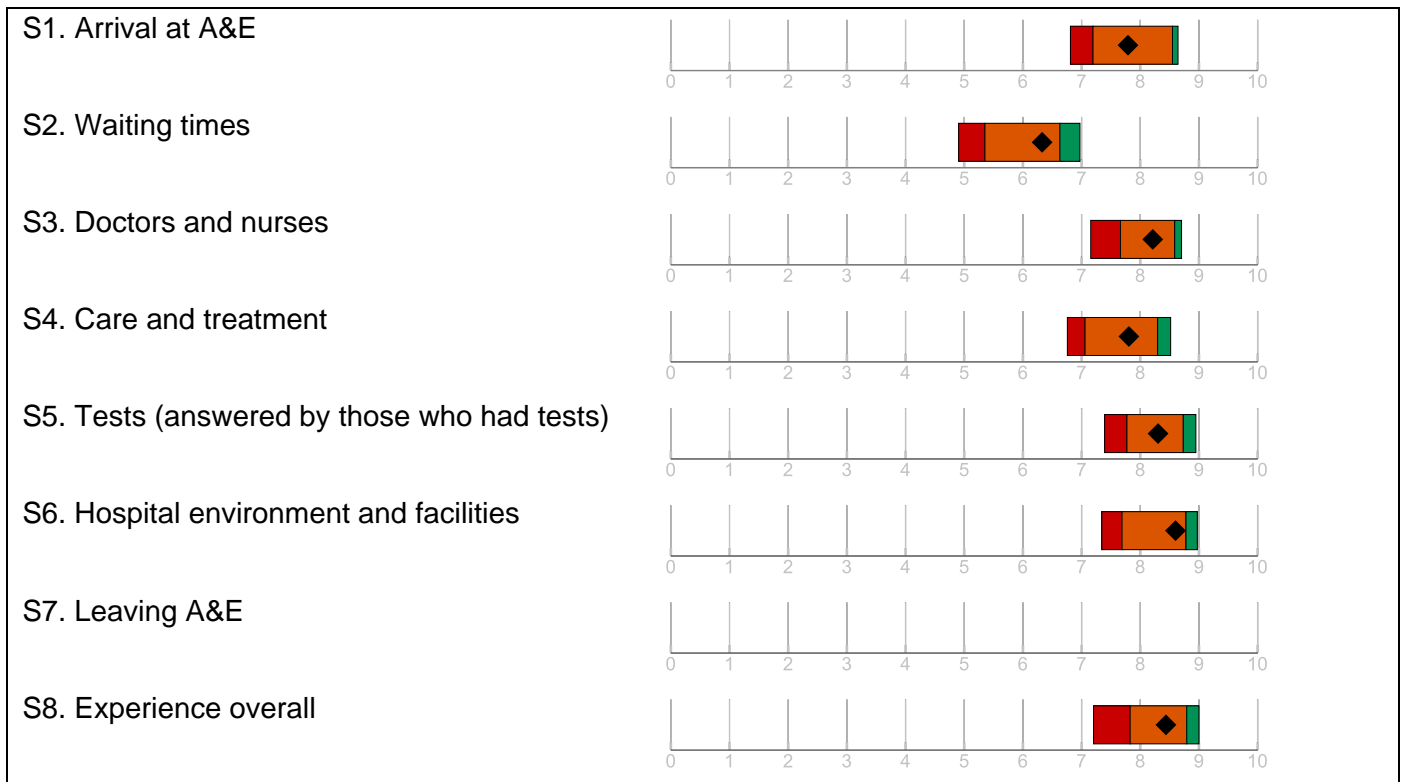 S1. Arrival at A&E
0 1 2 3 4 5 6 7 8 9 10
S2. Waiting times
0 1 2 3 4 5 6 7 8 9 10
S3. Doctors and nurses
0 1 2 3 4 5 6 7 8 9 10
S4. Care and treatment
0 1 2 3 4 5 6 7 8 9 10
S5. Tests (answered by those who had tests)
0 1 2 3 4 5 6 7 8 9 10
S6. Hospital environment and facilities
0 1 2 3 4 5 6 7 8 9 10
S7. Leaving A&E
0 1 2 3 4 5 6 7 8 9 10
S8. Experience overall
0 1 2 3 4 5 6 7 8 9 10